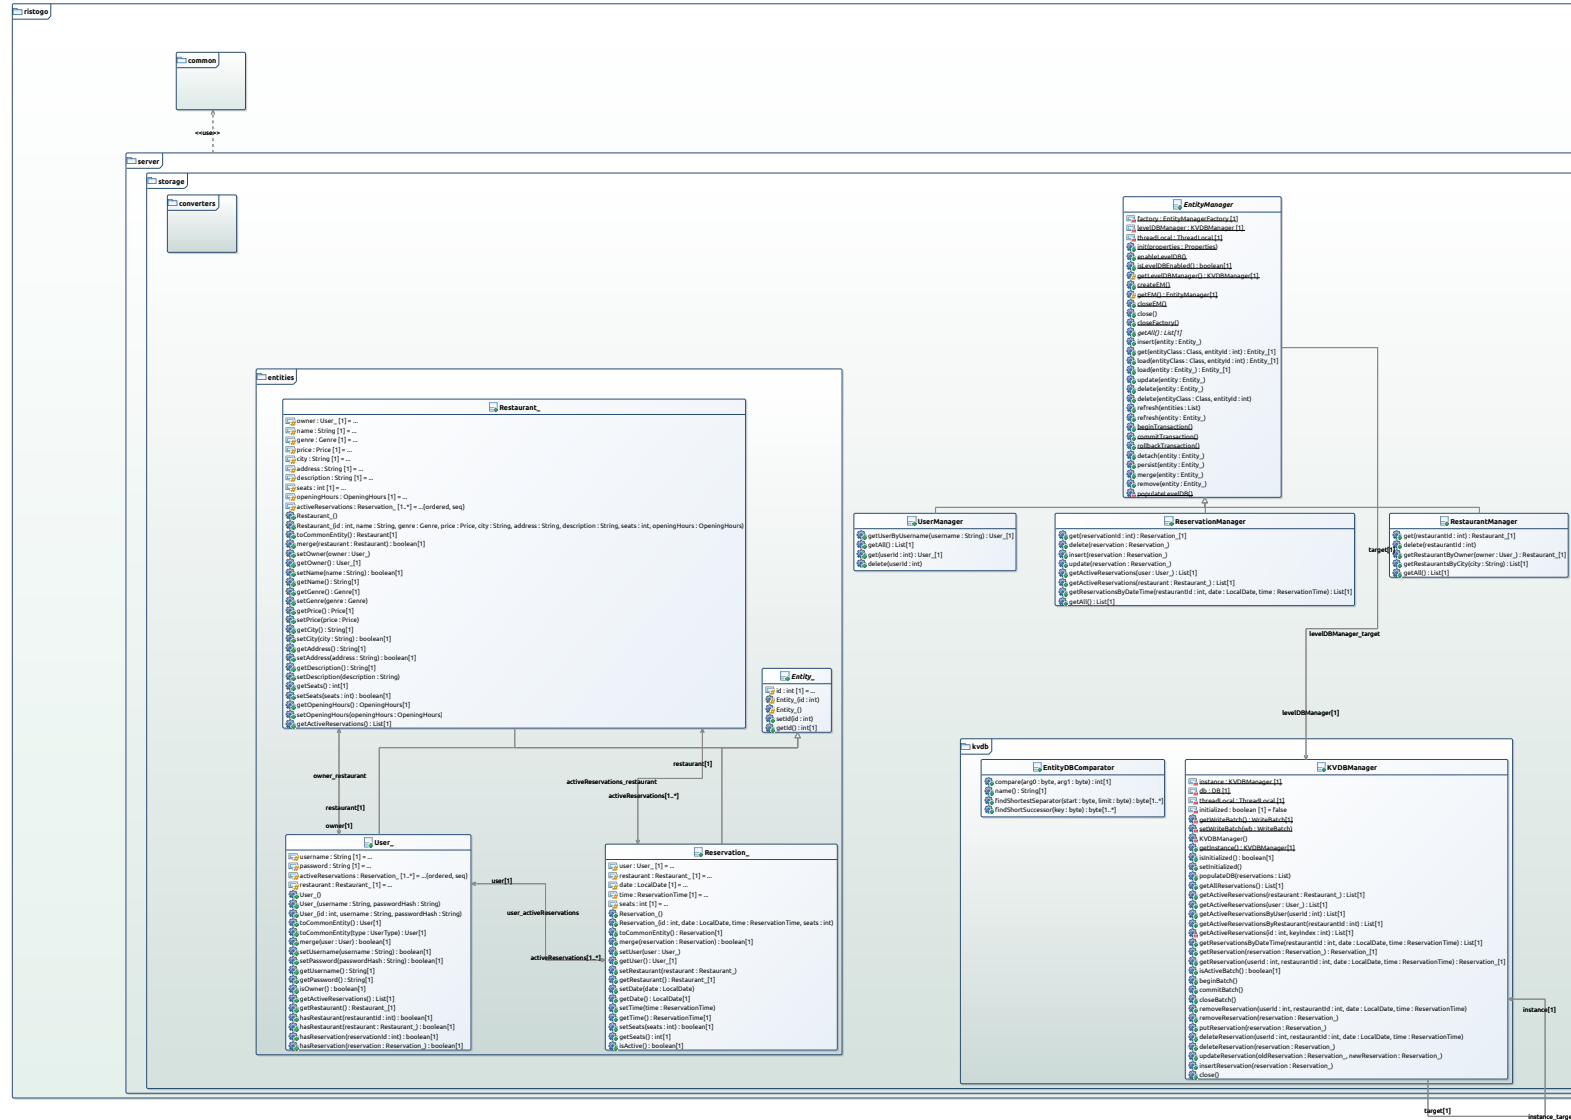 ristogo
common
<<use>>
server
storage
converters
EntityManager
factory : EntityManagerFactory [1]
levelDBManager : KVDBManager [1]
threadLocal : ThreadLocal [1]
init(properties : Properties)
enableLevelDB()
isLevelDBEnabled() : boolean[1]
getLevelDBManager() : KVDBManager[1]
createEM()
getEM() : EntityManager[1]
closeEM()
close()
closeFactory()
getAll() : List[1]
insert(entity : Entity_)
get(entityClass : Class, entityId : int) : Entity_[1]
load(entityClass : Class, entityId : int) : Entity_[1]
load(entity : Entity_) : Entity_[1]
update(entity : Entity_)
delete(entity : Entity_)
delete(entityClass : Class, entityId : int)
refresh(entities : List)
refresh(entity : Entity_)
beginTransaction()
commitTransaction()
rollbackTransaction()
detach(entity : Entity_)
persist(entity : Entity_)
merge(entity : Entity_)
remove(entity : Entity_)
populateLevelDB()
UserManager
getUserByUsername(username : String) : User_[1]
getAll() : List[1]
get(userId : int) : User_[1]
delete(userId : int)
ReservationManager
get(reservationId : int) : Reservation_[1]
delete(reservation : Reservation_)
insert(reservation : Reservation_)
update(reservation : Reservation_)
getActiveReservations(user : User_) : List[1]
getActiveReservations(restaurant : Restaurant_) : List[1]
getReservationsByDateTime(restaurantId : int, date : LocalDate, time : ReservationTime) : List[1]
getAll() : List[1]
RestaurantManager
get(restaurantId : int) : Restaurant_[1]
delete(restaurantId : int)
getRestaurantByOwner(owner : User_) : Restaurant_[1]
getRestaurantsByCity(city : String) : List[1]
getAll() : List[1]
target[1]
levelDBManager_target
levelDBManager[1]
entities
Restaurant_
owner : User_ [1] = ...
name : String [1] = ...
genre : Genre [1] = ...
price : Price [1] = ...
city : String [1] = ...
address : String [1] = ...
description : String [1] = ...
seats : int [1] = ...
openingHours : OpeningHours [1] = ...
activeReservations : Reservation_ [1..*] = ...{ordered, seq}
Restaurant_()
Restaurant_(id : int, name : String, genre : Genre, price : Price, city : String, address : String, description : String, seats : int, openingHours : OpeningHours)
toCommonEntity() : Restaurant[1]
merge(restaurant : Restaurant) : boolean[1]
setOwner(owner : User_)
getOwner() : User_[1]
setName(name : String) : boolean[1]
getName() : String[1]
getGenre() : Genre[1]
setGenre(genre : Genre)
getPrice() : Price[1]
setPrice(price : Price)
getCity() : String[1]
setCity(city : String) : boolean[1]
getAddress() : String[1]
setAddress(address : String) : boolean[1]
getDescription() : String[1]
setDescription(description : String)
getSeats() : int[1]
setSeats(seats : int) : boolean[1]
getOpeningHours() : OpeningHours[1]
setOpeningHours(openingHours : OpeningHours)
getActiveReservations() : List[1]
Entity_
id : int [1] = ...
Entity_(id : int)
Entity_()
setId(id : int)
getId() : int[1]
owner_restaurant
restaurant[1]
owner[1]
restaurant[1]
activeReservations_restaurant
activeReservations[1..*]
User_
username : String [1] = ...
password : String [1] = ...
activeReservations : Reservation_ [1..*] = ...{ordered, seq}
restaurant : Restaurant_ [1] = ...
User_()
User_(username : String, passwordHash : String)
User_(id : int, username : String, passwordHash : String)
toCommonEntity() : User[1]
toCommonEntity(type : UserType) : User[1]
merge(user : User) : boolean[1]
setUsername(username : String) : boolean[1]
setPassword(passwordHash : String) : boolean[1]
getUsername() : String[1]
getPassword() : String[1]
isOwner() : boolean[1]
getActiveReservations() : List[1]
getRestaurant() : Restaurant_[1]
hasRestaurant(restaurantId : int) : boolean[1]
hasRestaurant(restaurant : Restaurant_) : boolean[1]
hasReservation(reservationId : int) : boolean[1]
hasReservation(reservation : Reservation_) : boolean[1]
user[1]
user_activeReservations
activeReservations[1..*]
Reservation_
user : User_ [1] = ...
restaurant : Restaurant_ [1] = ...
date : LocalDate [1] = ...
time : ReservationTime [1] = ...
seats : int [1] = ...
Reservation_()
Reservation_(id : int, date : LocalDate, time : ReservationTime, seats : int)
toCommonEntity() : Reservation[1]
merge(reservation : Reservation) : boolean[1]
setUser(user : User_)
getUser() : User_[1]
setRestaurant(restaurant : Restaurant_)
getRestaurant() : Restaurant_[1]
setDate(date : LocalDate)
getDate() : LocalDate[1]
setTime(time : ReservationTime)
getTime() : ReservationTime[1]
setSeats(seats : int) : boolean[1]
getSeats() : int[1]
isActive() : boolean[1]
kvdb
EntityDBComparator
compare(arg0 : byte, arg1 : byte) : int[1]
name() : String[1]
findShortestSeparator(start : byte, limit : byte) : byte[1..*]
findShortSuccessor(key : byte) : byte[1..*]
KVDBManager
instance : KVDBManager [1]
db : DB [1]
threadLocal : ThreadLocal [1]
initialized : boolean [1] = false
getWriteBatch() : WriteBatch[1]
setWriteBatch(wb : WriteBatch)
KVDBManager()
getInstance() : KVDBManager[1]
isInitialized() : boolean[1]
setInitialized()
populateDB(reservations : List)
getAllReservations() : List[1]
getActiveReservations(restaurant : Restaurant_) : List[1]
getActiveReservations(user : User_) : List[1]
getActiveReservationsByUser(userId : int) : List[1]
getActiveReservationsByRestaurant(restaurantId : int) : List[1]
getActiveReservations(id : int, keyIndex : int) : List[1]
getReservationsByDateTime(restaurantId : int, date : LocalDate, time : ReservationTime) : List[1]
getReservation(reservation : Reservation_) : Reservation_[1]
getReservation(userId : int, restaurantId : int, date : LocalDate, time : ReservationTime) : Reservation_[1]
isActiveBatch() : boolean[1]
beginBatch()
commitBatch()
closeBatch()
removeReservation(userId : int, restaurantId : int, date : LocalDate, time : ReservationTime)
removeReservation(reservation : Reservation_)
putReservation(reservation : Reservation_)
deleteReservation(userId : int, restaurantId : int, date : LocalDate, time : ReservationTime)
deleteReservation(reservation : Reservation_)
updateReservation(oldReservation : Reservation_, newReservation : Reservation_)
insertReservation(reservation : Reservation_)
close()
instance[1]
target[1]
instance_targe